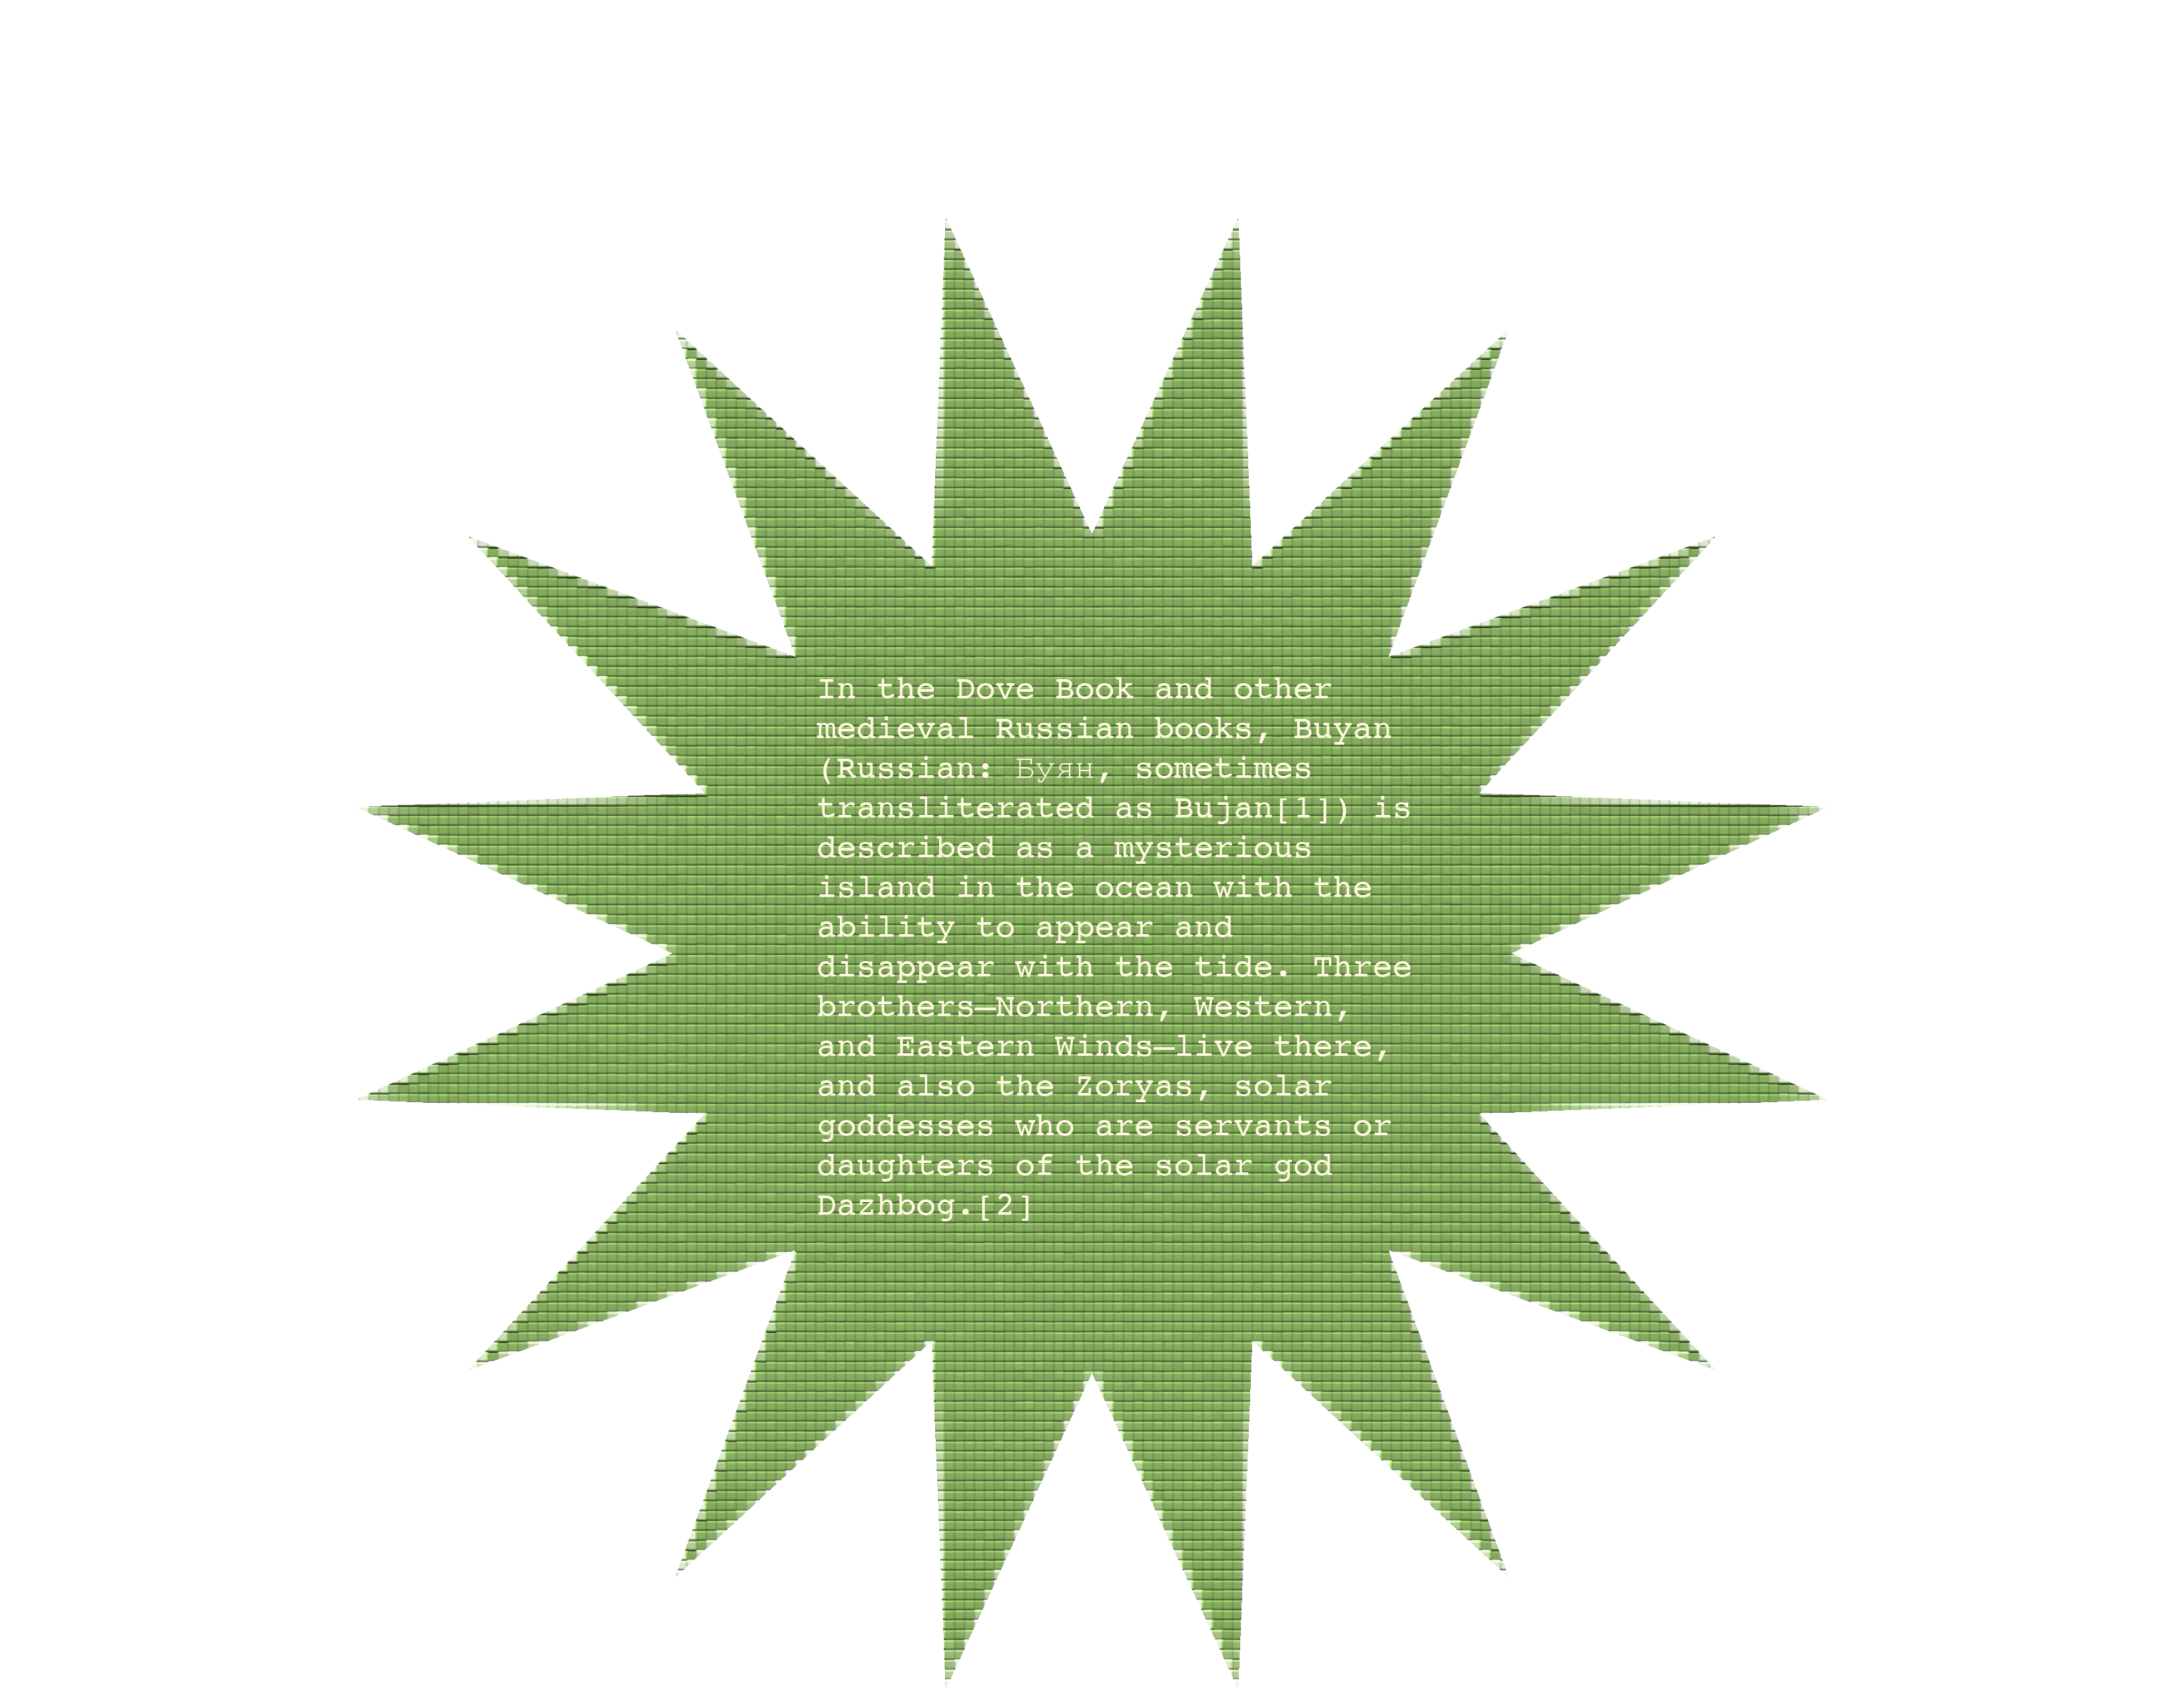 In the Dove Book and other
medieval Russian books, Buyan
(Russian: Буян, sometimes
transliterated as Bujan[1]) is
described as a mysterious
island in the ocean with the
ability to appear and
disappear with the tide. Three
brothers—Northern, Western,
and Eastern Winds—live there,
and also the Zoryas, solar
goddesses who are servants or
daughters of the solar god
Dazhbog.[2]